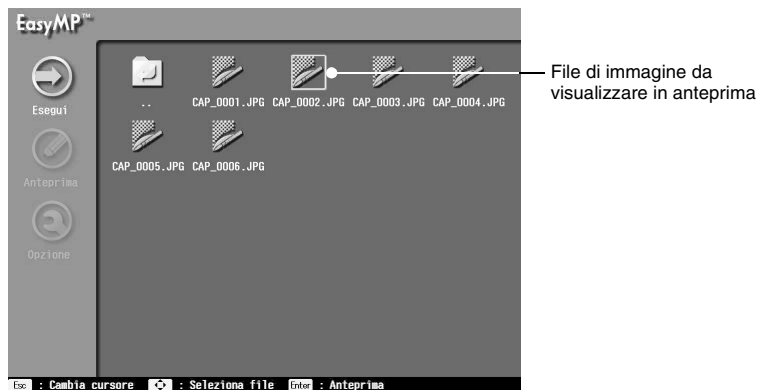 EasyMP™
Esegui
Anteprima
Opzione
..
CAP_0001.JPG CAP_0002.JPG CAP_0003.JPG CAP_0004.JPG
CAP_0005.JPG CAP_0006.JPG
File di immagine da
visualizzare in anteprima
Esc : Cambia cursore : Seleziona file Enter : Anteprima